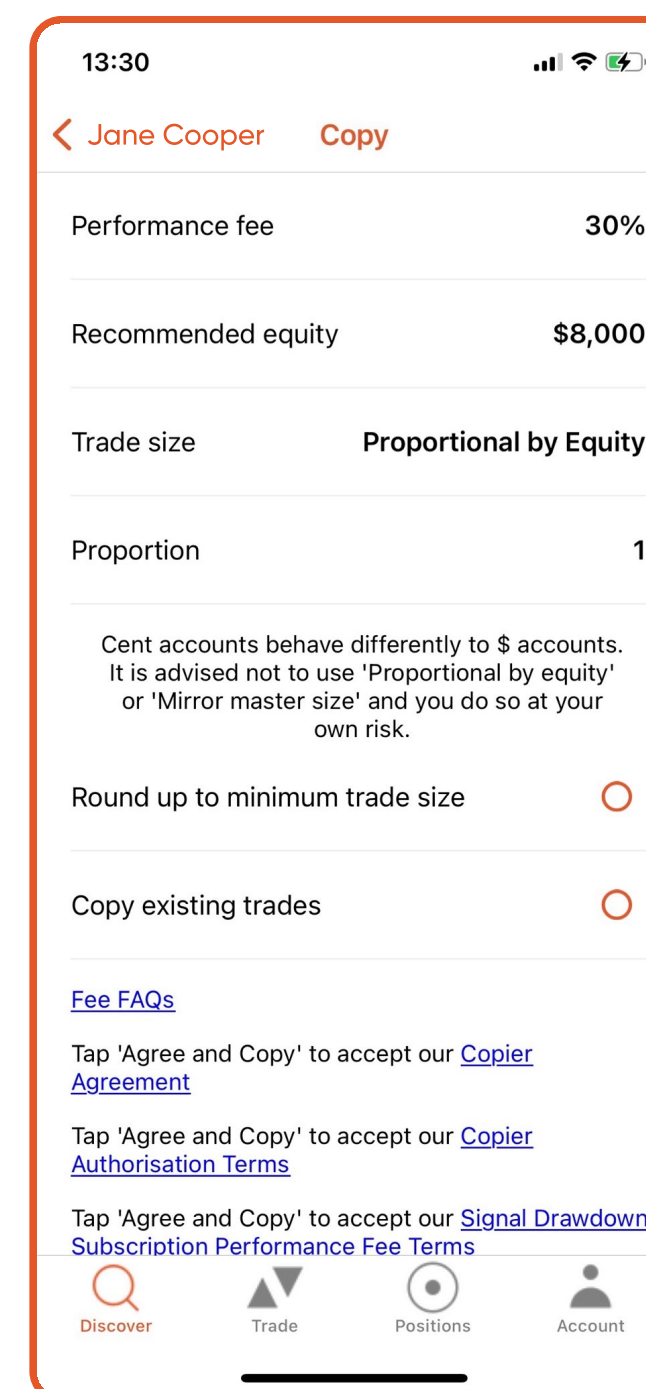 13:30
Jane Cooper Copy
Performance fee 30%
Recommended equity $8,000
Trade size Proportional by Equity
Proportion 1
Cent accounts behave differently to $ accounts.
It is advised not to use 'Proportional by equity'
or 'Mirror master size' and you do so at your
own risk.
Round up to minimum trade size
Copy existing trades
Fee FAQs
Tap 'Agree and Copy' to accept our Copier
Agreement
Tap 'Agree and Copy' to accept our Copier
Authorisation Terms
Tap 'Agree and Copy' to accept our Signal Drawdown
Subscription Performance Fee Terms
Discover Trade Positions Account